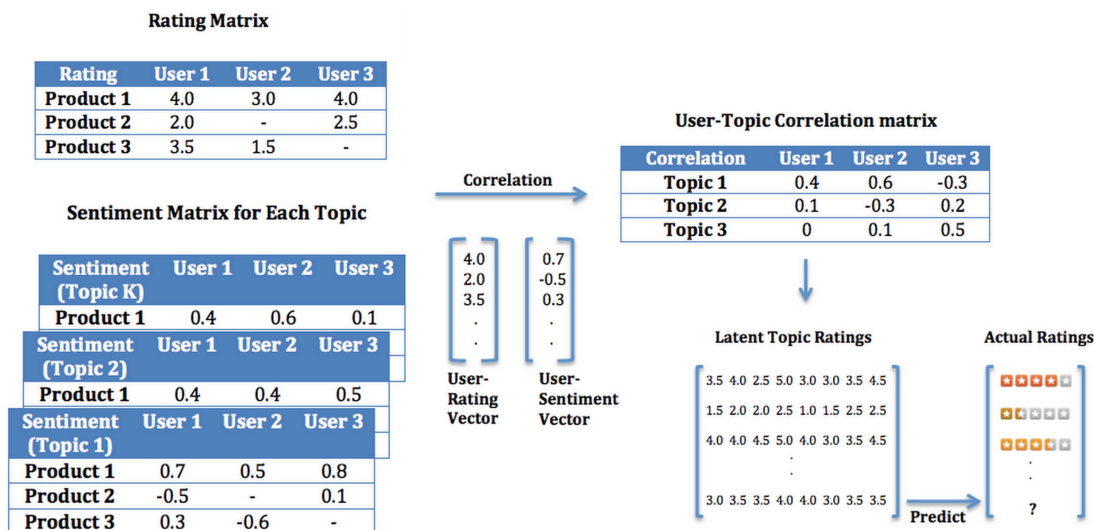 Rating Matrix
Rating User 1 User 2 User 3
Product 1 4.0 3.0 4.0
Product 2 2.0 - 2.5
Product 3 3.5 1.5 -
Sentiment Matrix for Each Topic
Sentiment User 1 User 2 User 3
(Topic K)
Product 1 0.4 0.6 0.1
Sentiment User 1 User 2 User 3
(Topic 2)
Product 1 0.4 0.4 0.5
Sentiment User 1 User 2 User 3
(Topic 1)
Product 1 0.7 0.5 0.8
Product 2 -0.5 - 0.1
Product 3 0.3 -0.6 -
Correlation
4.0
2.0
3.5
.
.
User-
Rating
Vector
0.7
-0.5
0.3
.
.
User-
Sentiment
Vector
User-Topic Correlation matrix
Correlation User 1 User 2 User 3
Topic 1 0.4 0.6 -0.3
Topic 2 0.1 -0.3 0.2
Topic 3 0 0.1 0.5
Latent Topic Ratings
3.5 4.0 2.5 5.0 3.0 3.0 3.5 4.5
1.5 2.0 2.0 2.5 1.0 1.5 2.5 2.5
4.0 4.0 4.5 5.0 4.0 3.0 3.5 4.5
.
.
3.0 3.5 3.5 4.0 4.0 3.0 3.5 3.5
Predict
Actual Ratings
.
.
?